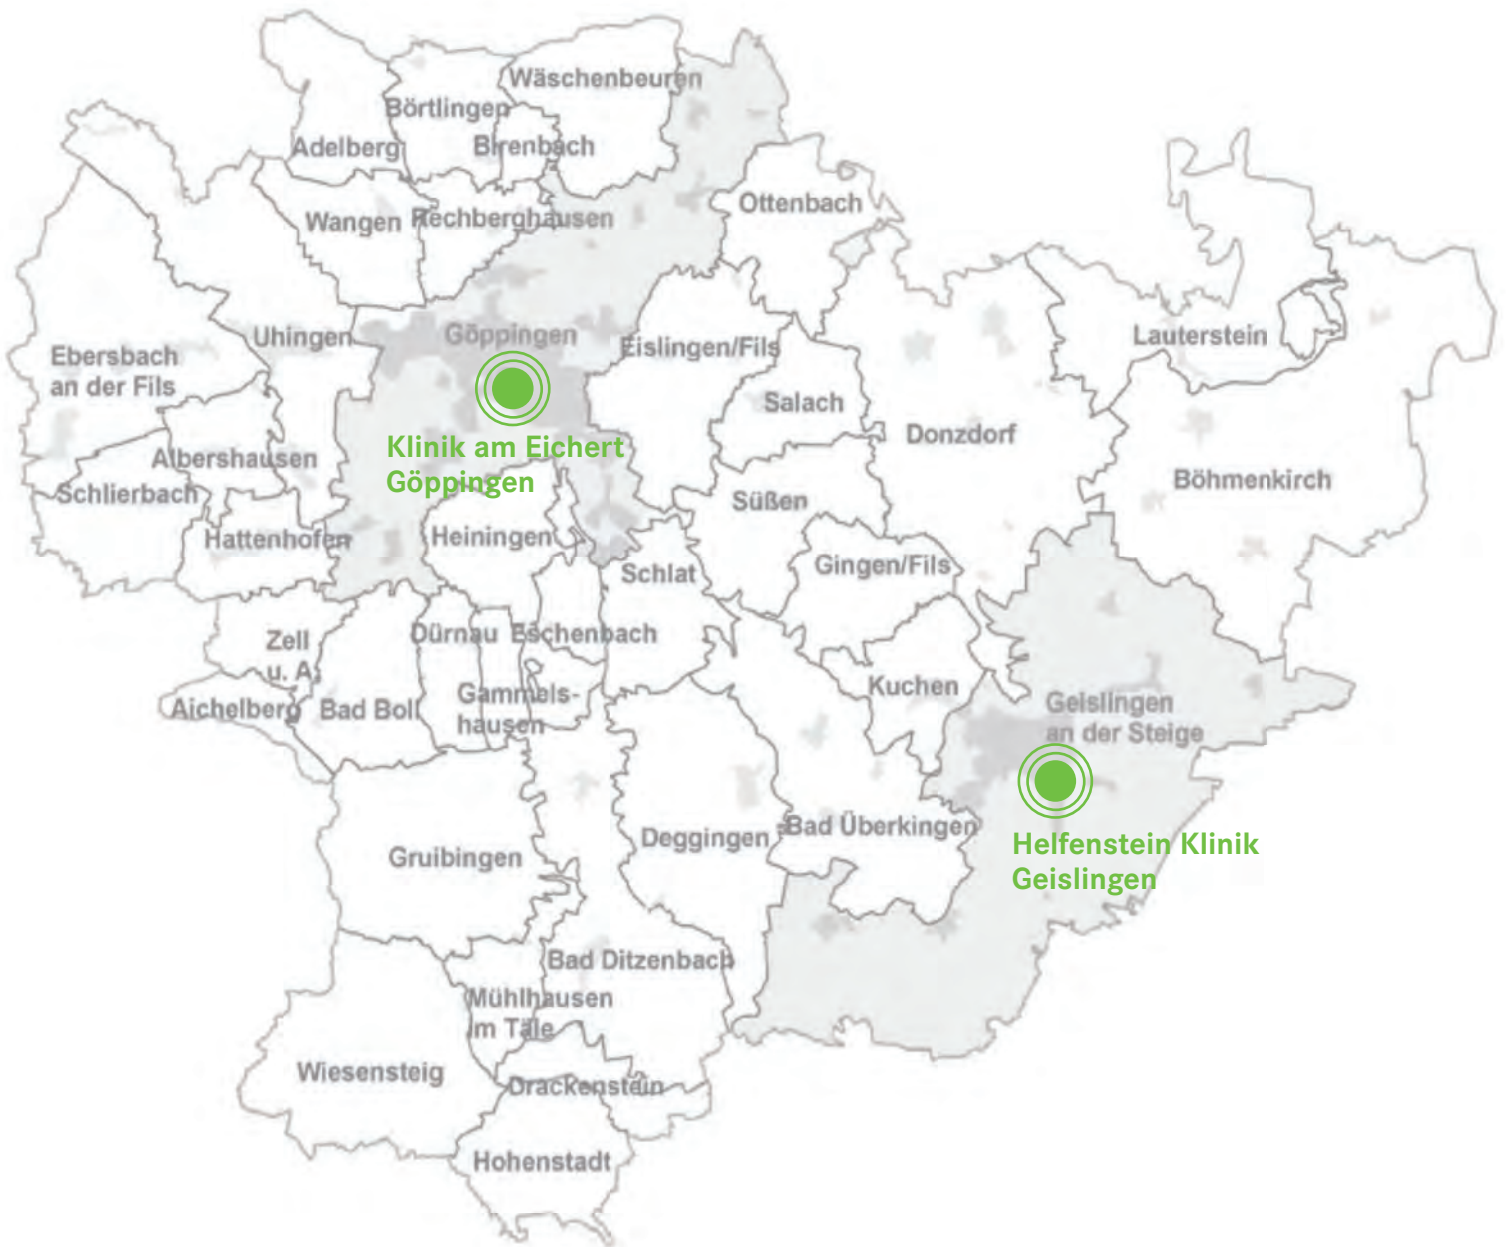 Wäschenbeuren
Börtlingen
Adelberg
Birenbach
Wangen
Rechberghausen
Ottenbach
Uhingen
Göppingen
Eislingen/Fils
Lauterstein
Ebersbach
an der Fils
Salach
Donzdorf
Klinik am Eichert
Göppingen
Albershausen
Schlierbach
Süßen
Böhmenkirch
Hattenhofen
Heiningen
Schlat
Gingen/Fils
Zell
u. A.
Dürnau
Eschenbach
Kuchen
Aichelberg
Bad Boll
Gammels-
hausen
Geislingen
an der Steige
Gruibingen
Deggingen
Bad Überkingen
Helfenstein Klinik
Geislingen
Bad Ditzenbach
Mühlhausen
im Täle
Wiesensteig
Drackenstein
Hohenstadt